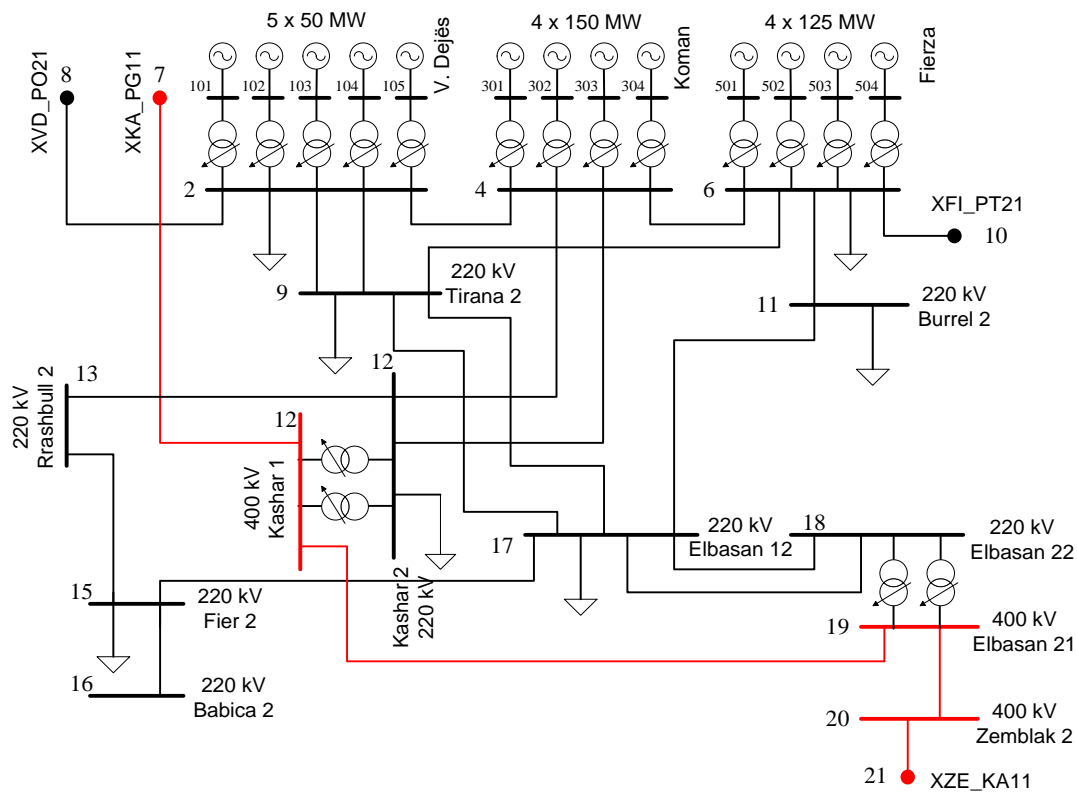 5 x 50 MW
4 x 150 MW
4 x 125 MW
V. Dejës
Koman
Fierza
XVD_PO21
8
XKA_PG11
7
101
102
103
104
105
301
302
303
304
501
502
503
504
2
4
6
XFI_PT21
10
9
220 kV
Tirana 2
11
220 kV
Burrel 2
13
220 kV
Rrashbull 2
12
12
400 kV
Kashar 1
Kashar 2
220 kV
17
220 kV
Elbasan 12
18
220 kV
Elbasan 22
15
220 kV
Fier 2
16
220 kV
Babica 2
19
400 kV
Elbasan 21
20
400 kV
Zemblak 2
21
XZE_KA11